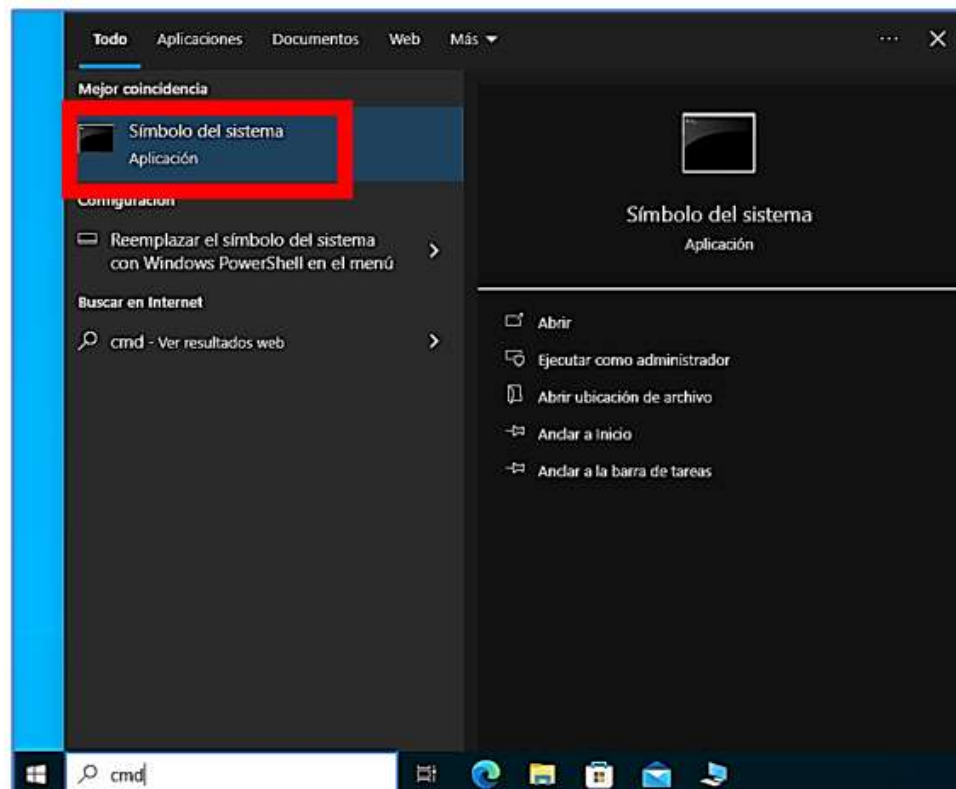 Todo Aplicaciones Documentos Web Más
Mejor coincidencia
Símbolo del sistema
Aplicación
Configuración
Reemplazar el símbolo del sistema
con Windows PowerShell en el menú
Buscar en Internet
cmd - Ver resultados web
Símbolo del sistema
Aplicación
Abrir
Ejecutar como administrador
Abrir ubicación de archivo
Anclar a Inicio
Anclar a la barra de tareas
cmd